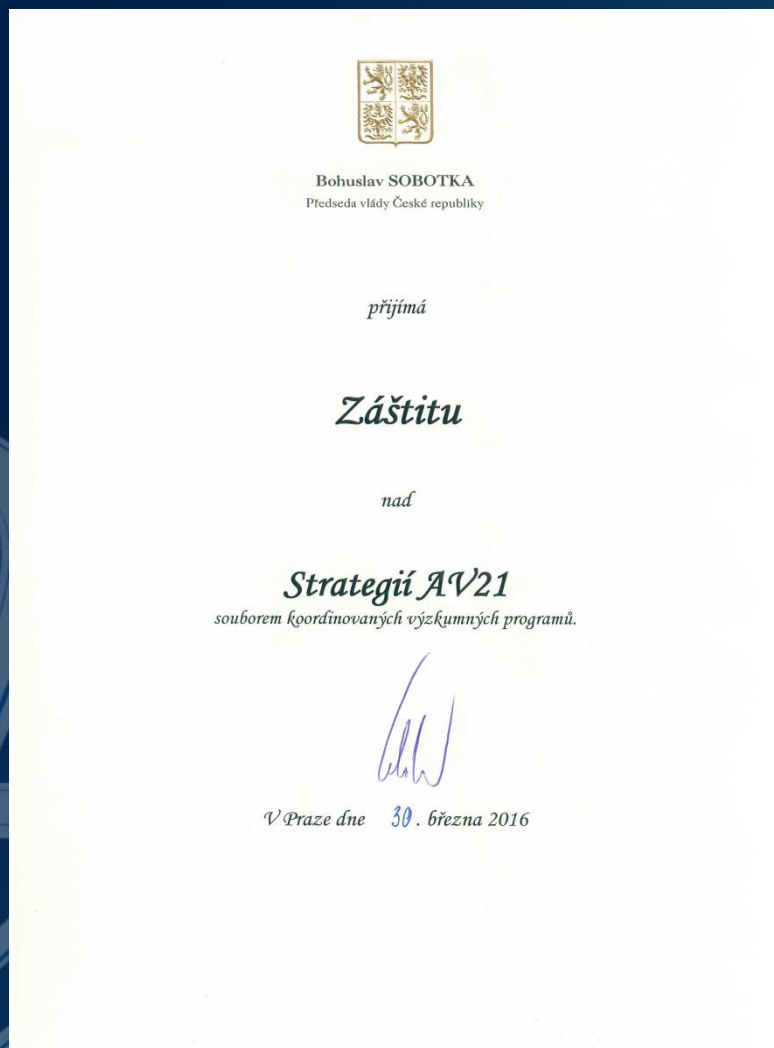 Bohuslav SOBOTKA
Předseda vlády České republiky
přijímá
Záštitu
nad
Strategií AV21
souborem koordinovaných výzkumných programů.
V Praze dne 30. března 2016